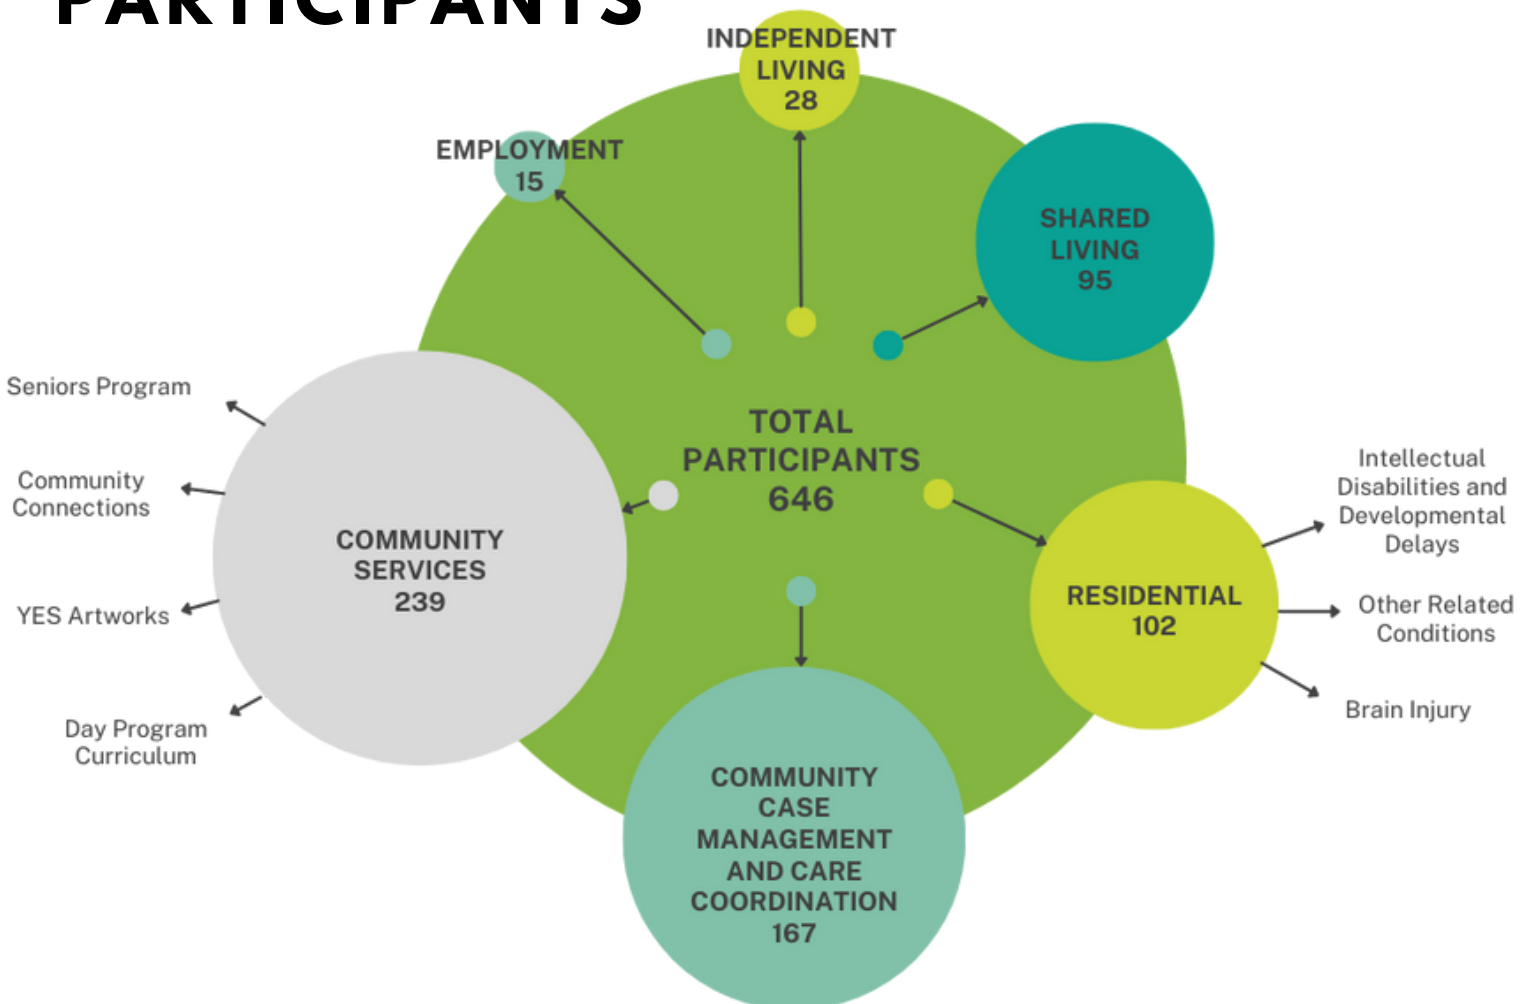 PARTICIPANTS
INDEPENDENT
LIVING
28
EMPLOYMENT
15
SHARED
LIVING
95
TOTAL
PARTICIPANTS
646
Seniors Program
Community
Connections
YES Artworks
Day Program
Curriculum
COMMUNITY
SERVICES
239
RESIDENTIAL
102
Intellectual
Disabilities and
Developmental
Delays
Other Related
Conditions
Brain Injury
COMMUNITY
CASE
MANAGEMENT
AND CARE
COORDINATION
167